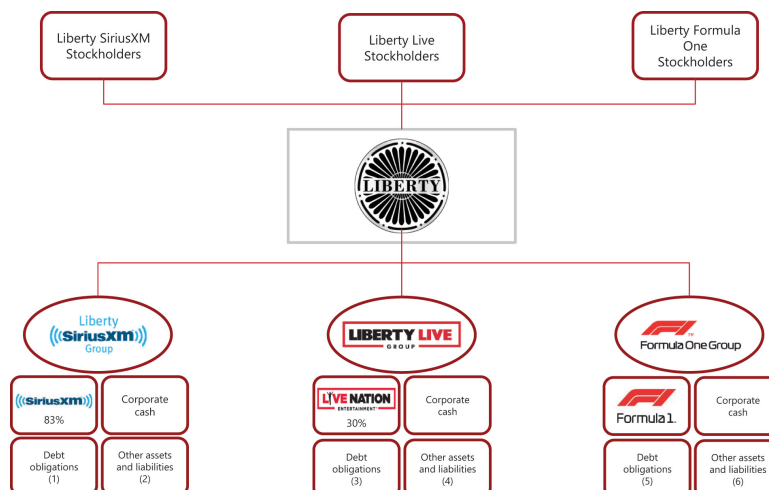 Liberty SiriusXM
Stockholders
Liberty Live
Stockholders
Liberty Formula
One
Stockholders
LIBERTY
Liberty
((SiriusXM))
Group
LIBERTY LIVE
GROUP
F1
TM
Formula One Group
((SiriusXM))
83%
Corporate
cash
LIVE NATION
ENTERTAINMENT
30%
Corporate
cash
F1
Formula 1.
Corporate
cash
Debt
obligations
(1)
Other assets
and liabilities
(2)
Debt
obligations
(3)
Other assets
and liabilities
(4)
Debt
obligations
(5)
Other assets
and liabilities
(6)